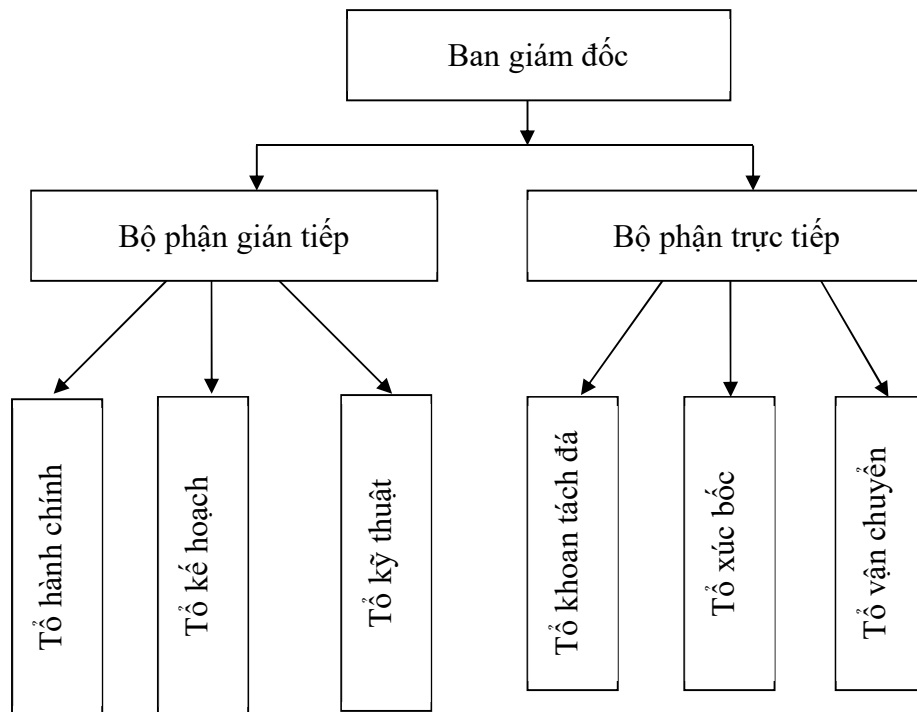 Ban giám đốc
Bộ phận gián tiếp
Bộ phận trực tiếp
Tổ hành chính
Tổ kế hoạch
Tổ kỹ thuật
Tổ khoan tách đá
Tổ xúc bốc
Tổ vận chuyển